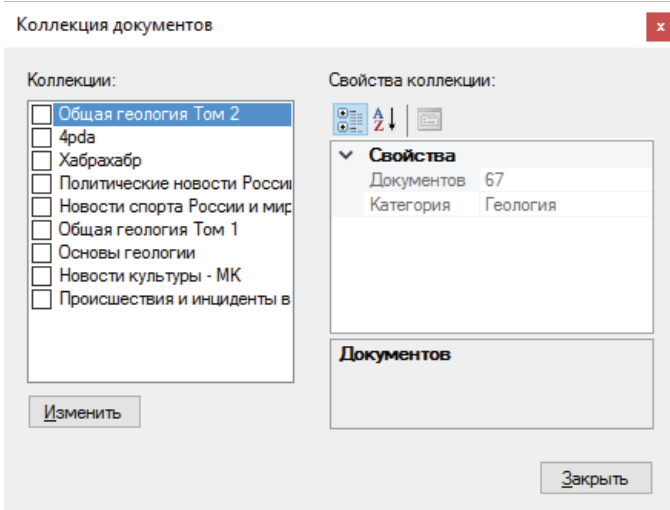 Коллекция документов
x
Коллекции:
Общая геология Том 2
4pda
Хабрахабр
Политические новости Росси
Новости спорта России и мир
Общая геология Том 1
Основы геологии
Новости культуры - МК
Происшествия и инциденты в
Изменить
Свойства коллекции:
Свойства
Документов 67
Категория Геология
Документов
Закрыть